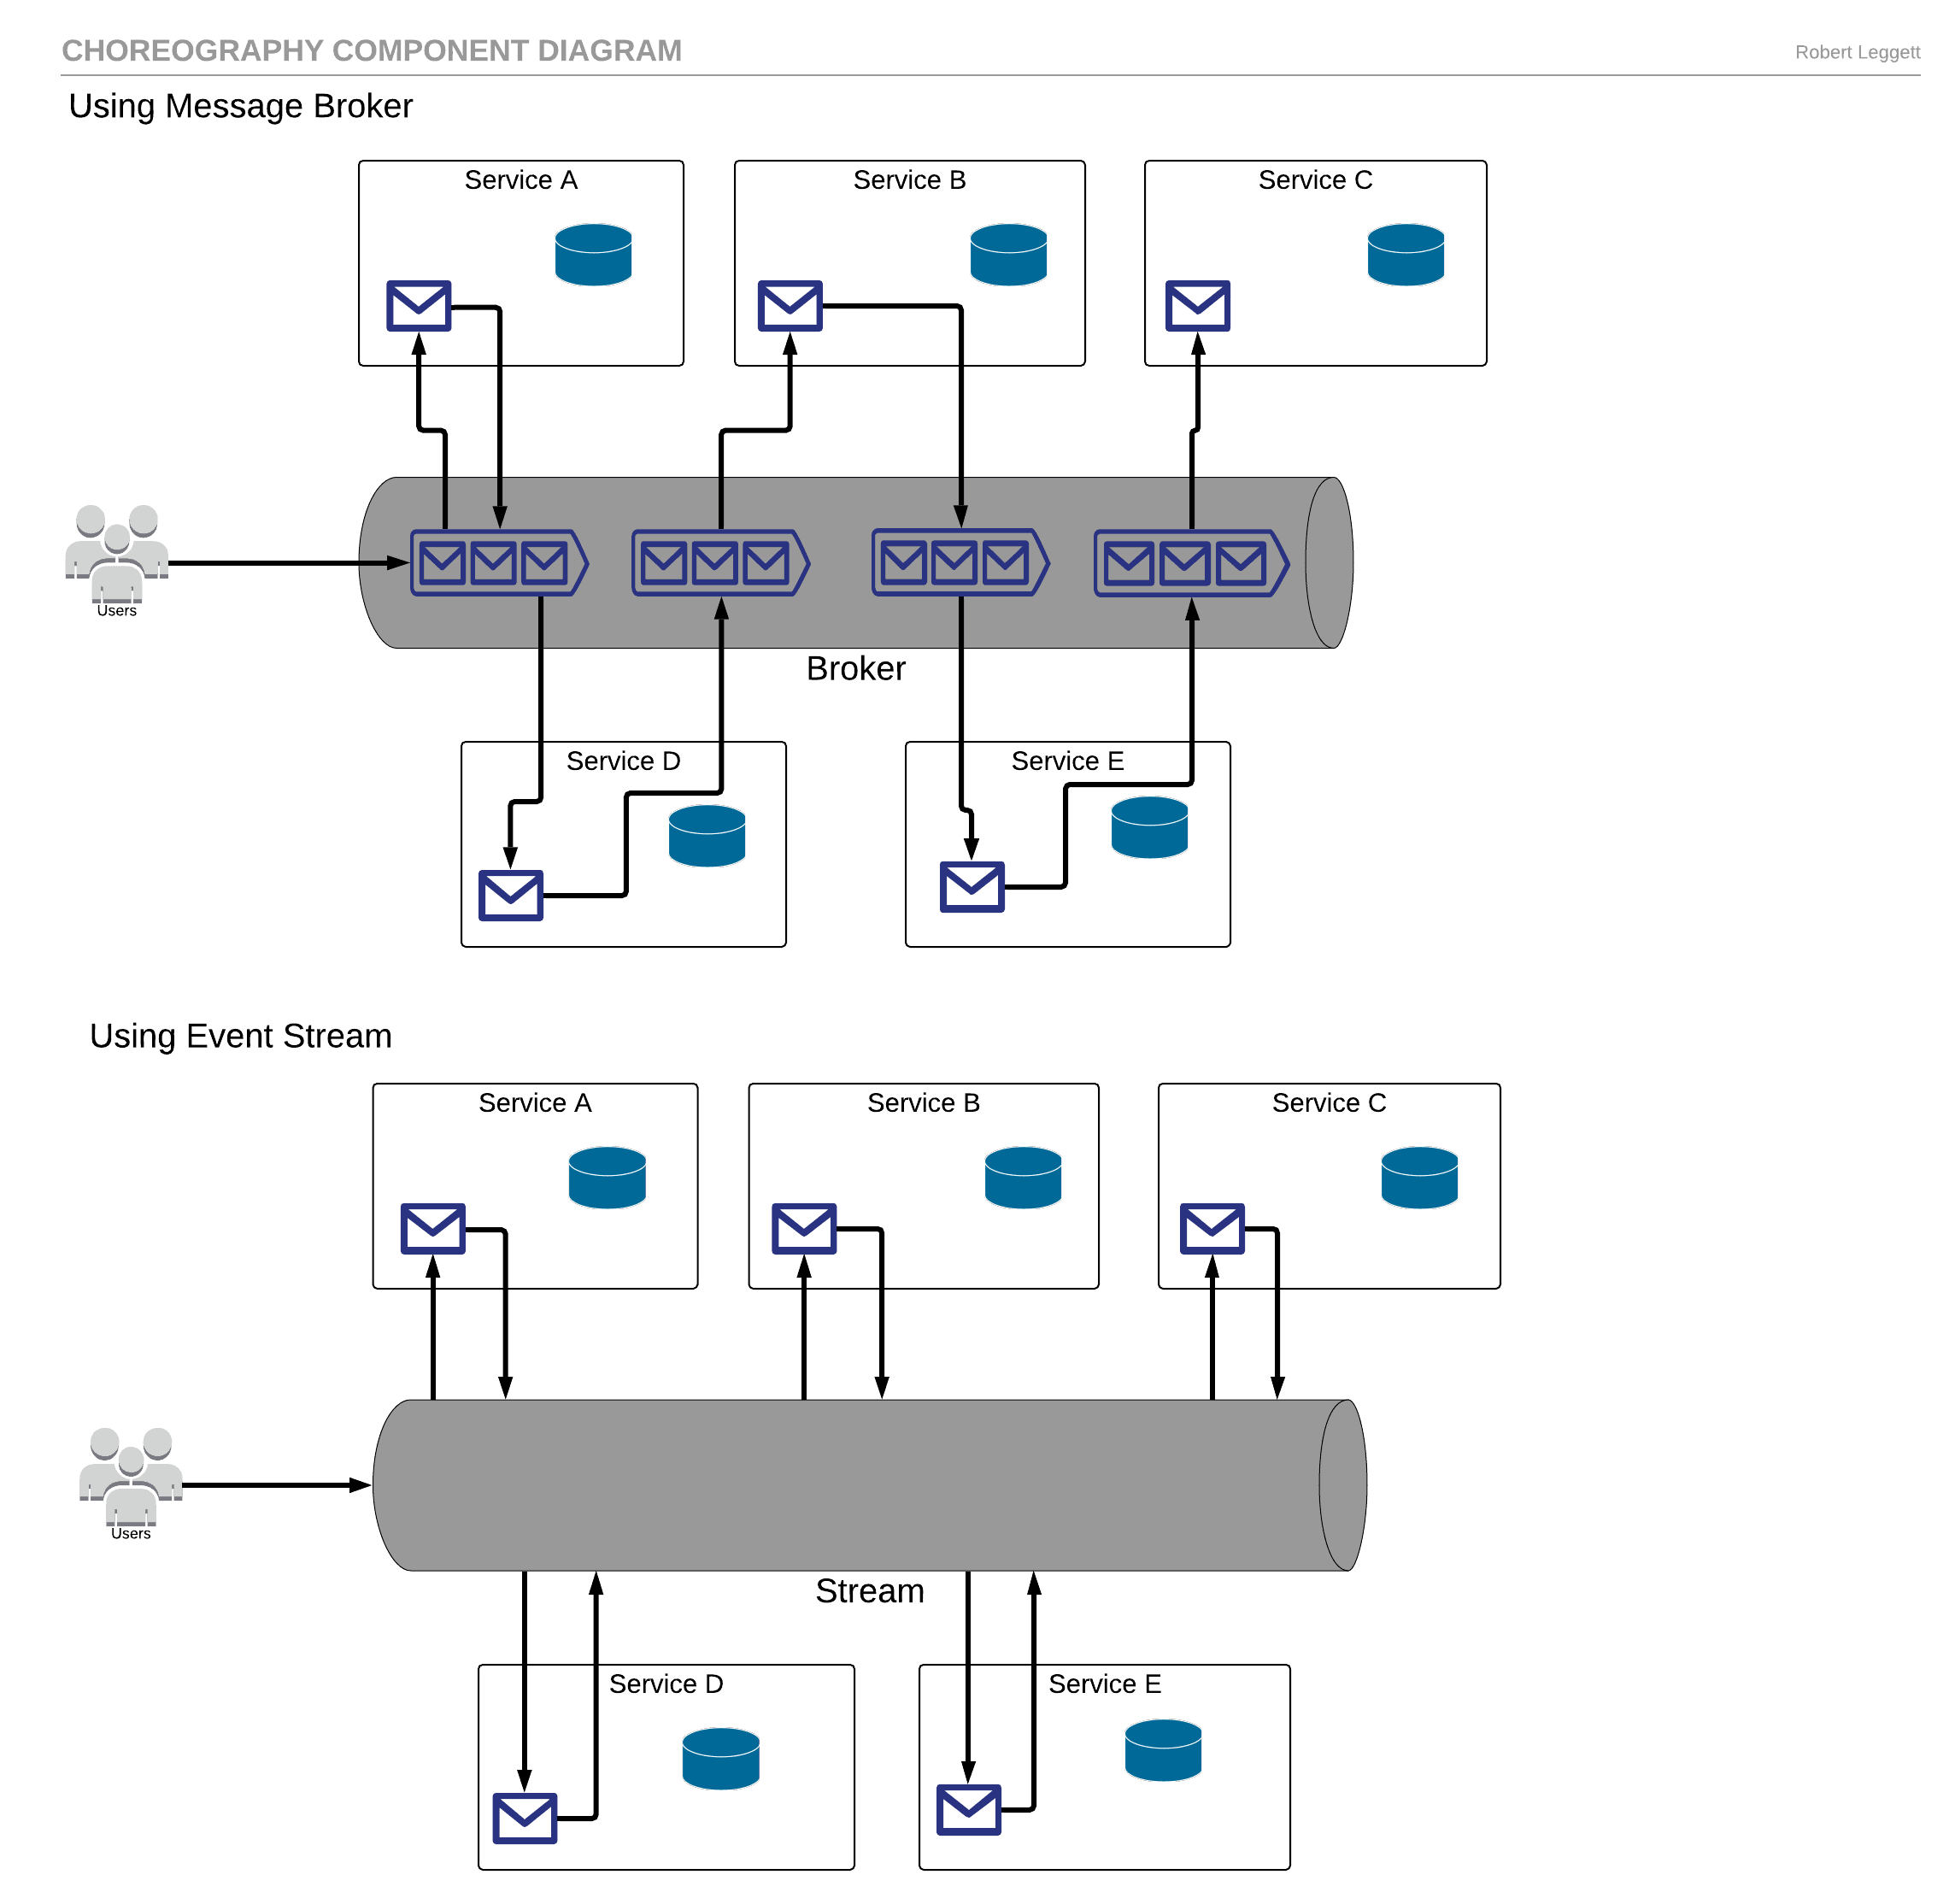 CHOREOGRAPHY COMPONENT DIAGRAM
Robert Leggett
Using Message Broker
Service A
Service B
Service C
Users
Broker
Service D
Service E
Using Event Stream
Service A
Service B
Service C
Users
Stream
Service D
Service E